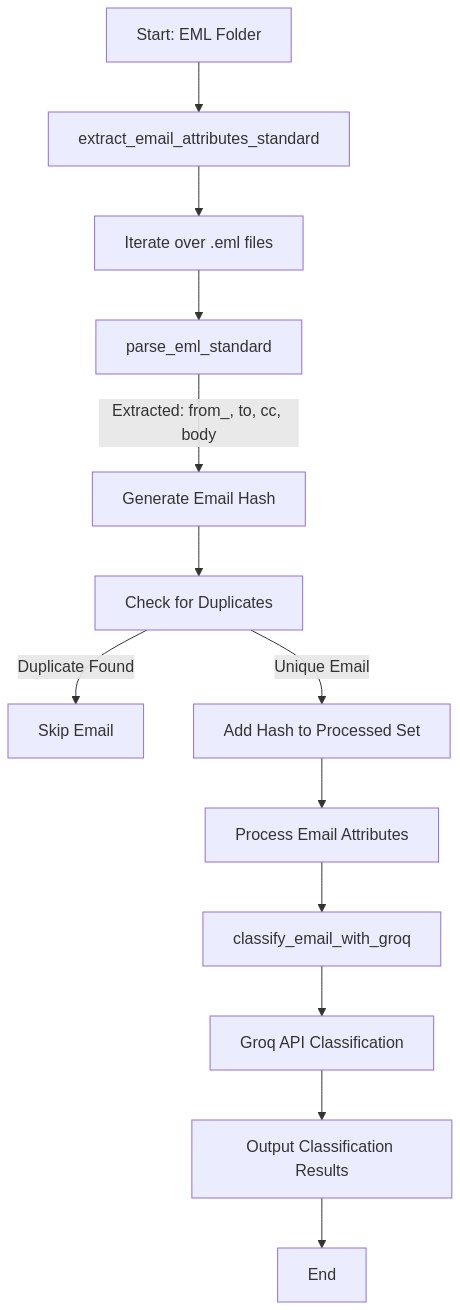 Start: EML Folder
extract_email_attributes_standard
Iterate over .eml files
parse_eml_standard
Extracted: from_, to, cc,
body
Generate Email Hash
Check for Duplicates
Duplicate Found
Unique Email
Skip Email
Add Hash to Processed Set
Process Email Attributes
classify_email_with_groq
Groq API Classification
Output Classification
Results
End